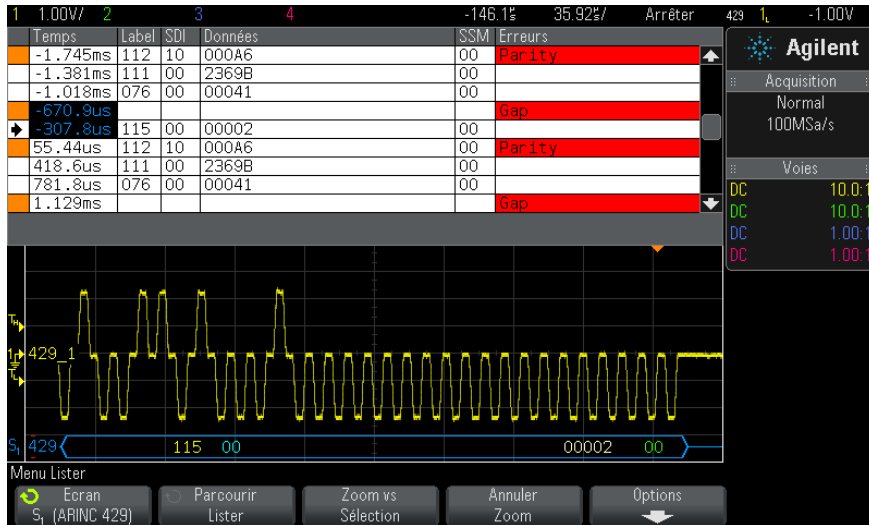 1 1.00V/ 2 3 4 -146.1s 35.92s/ Arrêter 429 1 -1.00V
Temps Label SDI Données SSM Erreurs
-1.745ms 112 10 000A6 00 Parity
-1.381ms 111 00 2369B 00
-1.018ms 076 00 00041 00
-670.9us Gap
-307.8us 115 00 00002 00
55.44us 112 10 000A6 00 Parity
418.6us 111 00 2369B 00
781.8us 076 00 00041 00
1.129ms Gap
Agilent
Acquisition
Normal
100MSa/s
Voies
DC 10.0:1
DC 10.0:1
DC 1.00:1
DC 1.00:1
TH
1 429_1
TL
S1 429 115 00 00002 00
Menu Lister
Ecran
S1 (ARINC 429)
Parcourir
Lister
Zoom vs
Sélection
Annuler
Zoom
Options